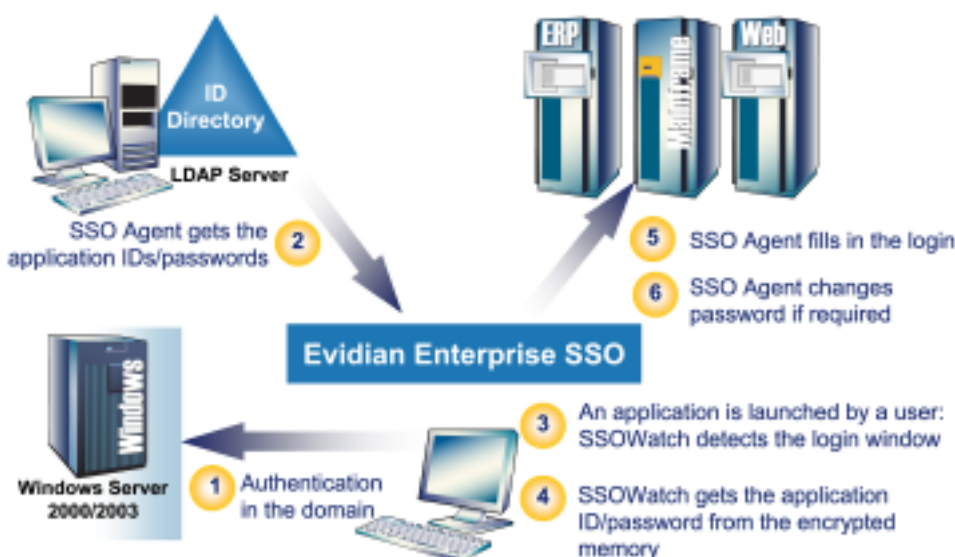 ERP
Mainframe
Web
ID
Directory
LDAP Server
SSO Agent gets the
application IDs/passwords
2
5
SSO Agent fills in the login
6
SSO Agent changes
password if required
Evidian Enterprise SSO
Windows
Windows Server
2000/2003
1
Authentication
in the domain
3
An application is launched by a user:
SSOWatch detects the login window
4
SSOWatch gets the application
ID/password from the encrypted
memory